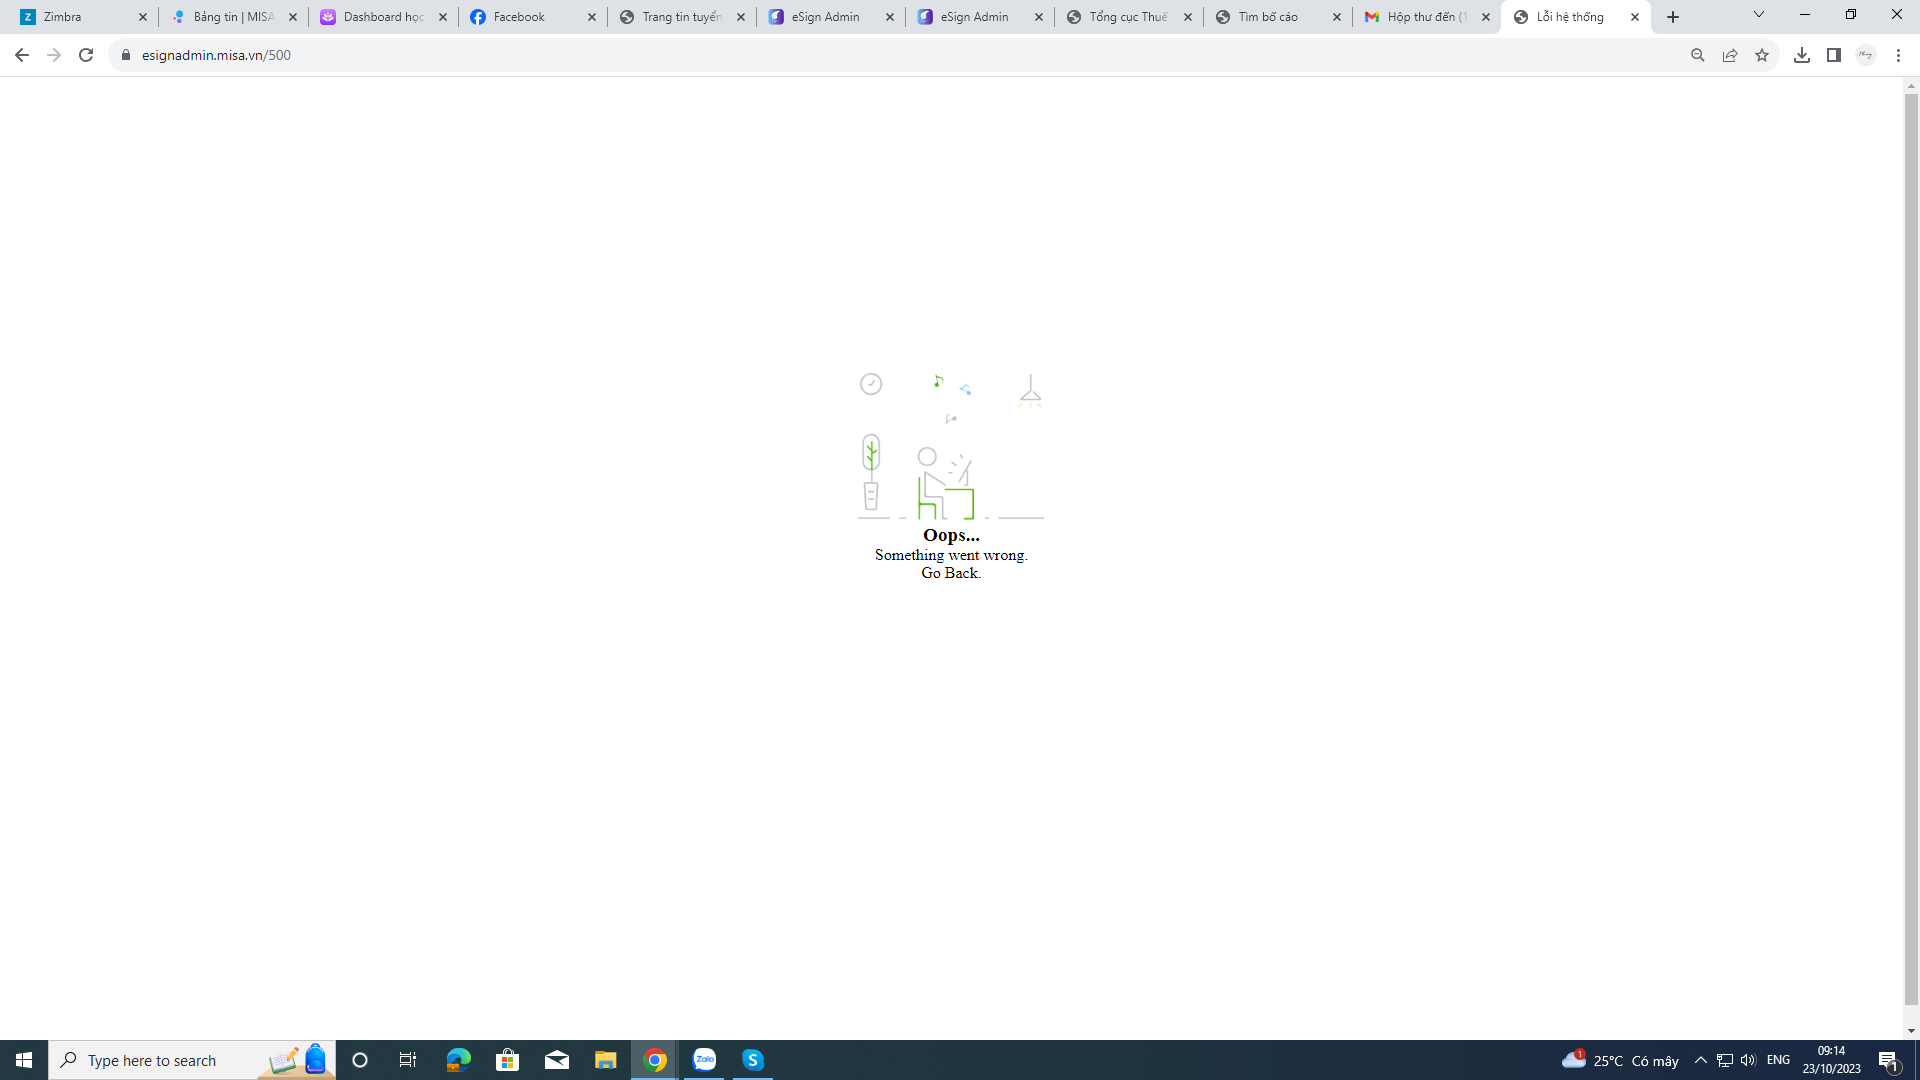 Zimbra
Bảng tin | MISA
Dashboard học
Facebook
Trang tin tuyển
eSign Admin
eSign Admin
Tổng cục Thuế
Tìm bố cáo
Hộp thư đến (1
Lỗi hệ thống
esignadmin.misa.vn/500
Oops...
Something went wrong.
Go Back.
Type here to search
Zalo
1
25°C Có mây
ENG
09:14
23/10/2023
1